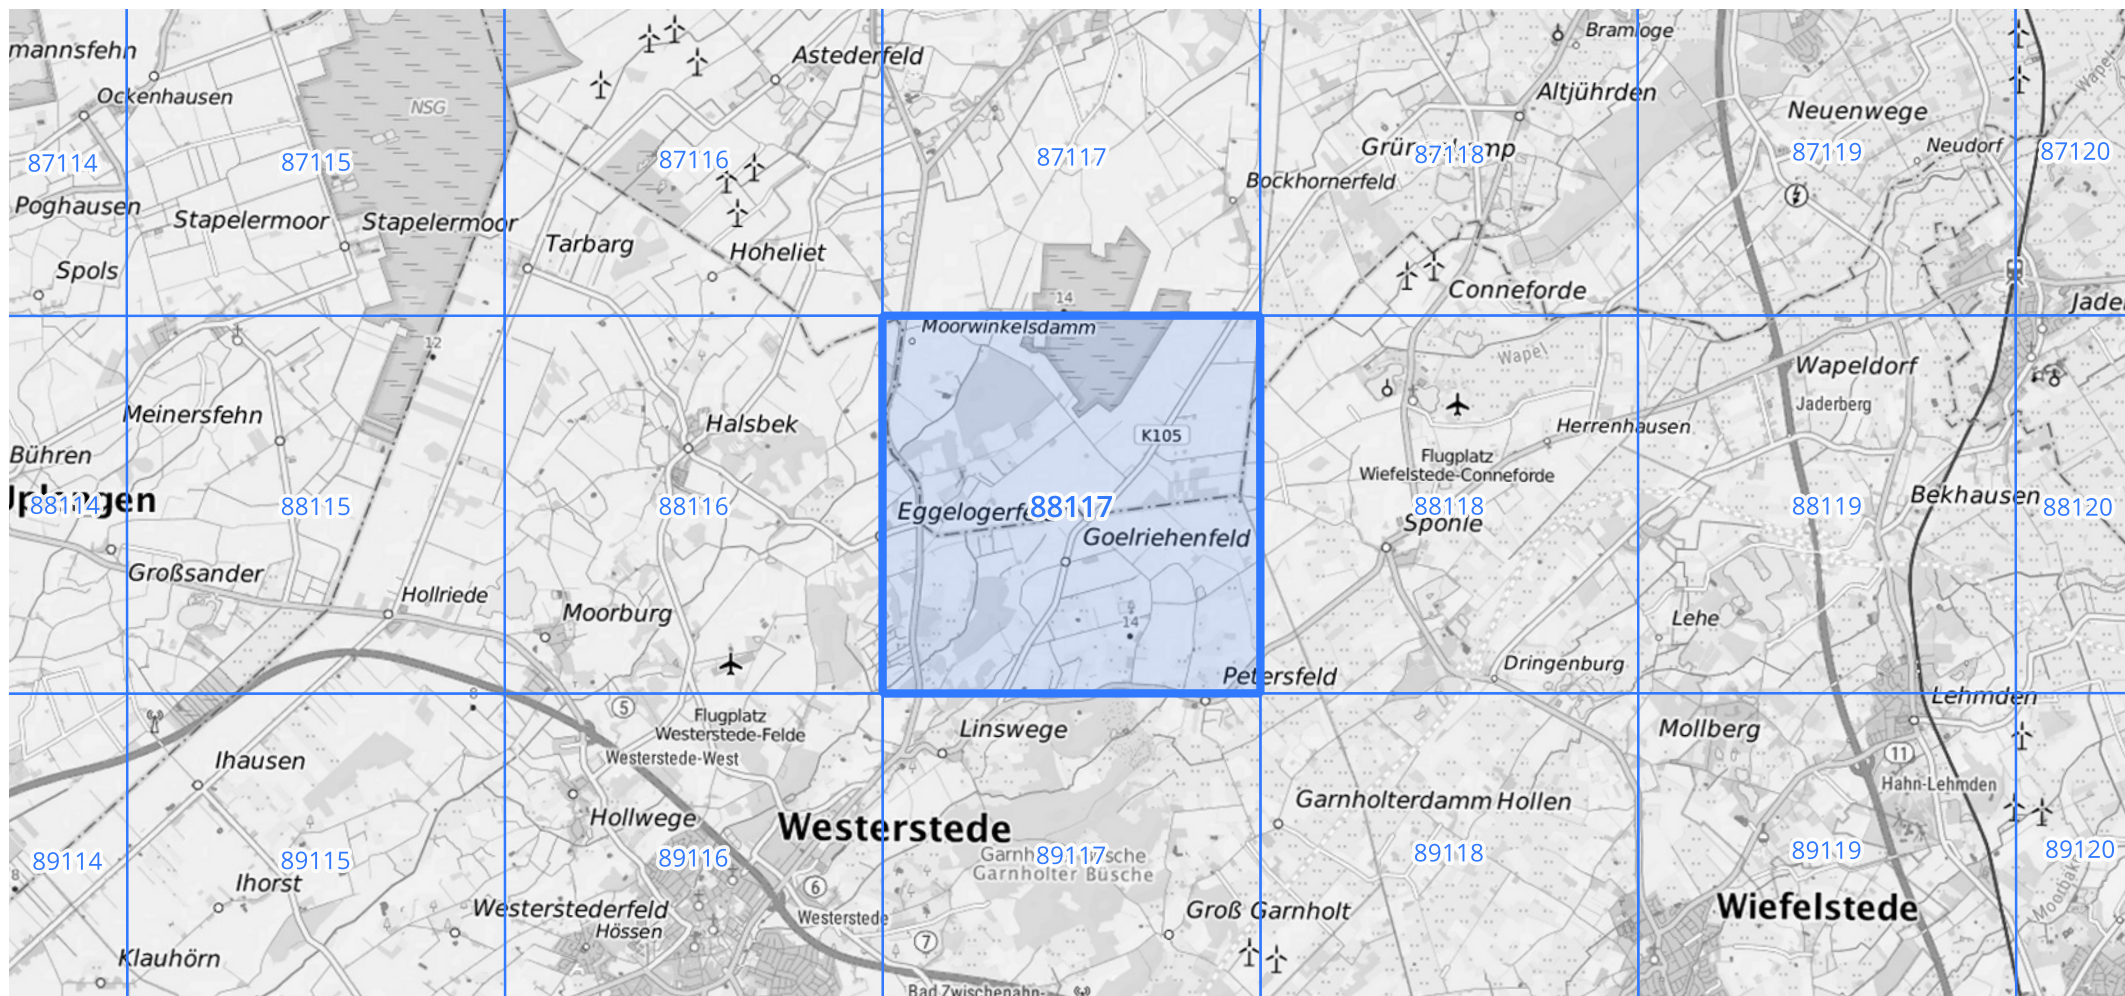 mannsfehn
Ockenhausen
NSG
Astederfeld
Bramloge
Altjührden
Neuenwege
Neudorf
Wapel
87114
87115
87116
87117
87118
87119
87120
Poghausen
Stapelermoor
Stapelermoor
Tarbarg
Hoheliet
Bockhornerfeld
Spols
14
Conneforde
Jade
Moorwinkelsdamm
12
Wapel
Wapeldorf
Jaderberg
Meinersfehn
Halsbek
K105
Herrenhausen
Bühren
Flugplatz
Wiefelstede-Conneforde
88114
88115
88116
88117
88118
88119
88120
Bekhausen
Goelriehenfeld
Großsander
Hollriede
Moorburg
14
Lehe
Petersfeld
Dringenburg
8
5
Flugplatz
Westerstede-Felde
Westerstede-West
Linswege
Lehmden
Mollberg
11
Hahn-Lehmden
Ihausen
Hollwege
Westerstede
Garnholterdamm
Hollen
Garnholter Büsche
89114
89115
89116
89117
89118
89119
89120
8
Ihorst
6
Westerstede
Westerstederfeld
Hössen
7
Groß Garnholt
Wiefelstede
Klauhörn
Bad Zwischenahn-